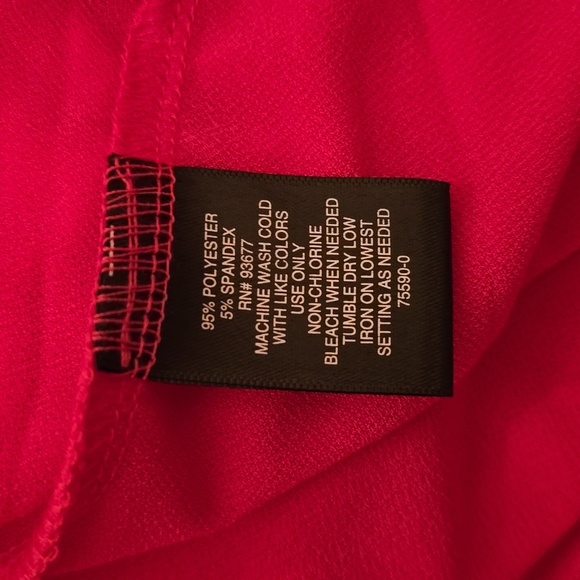 95% POLYESTER
5% SPANDEX
RN# 93677
MACHINE WASH COLD
WITH LIKE COLORS
USE ONLY
NON-CHLORINE
BLEACH WHEN NEEDED
TUMBLE DRY LOW
IRON ON LOWEST
SETTING AS NEEDED
75590-0